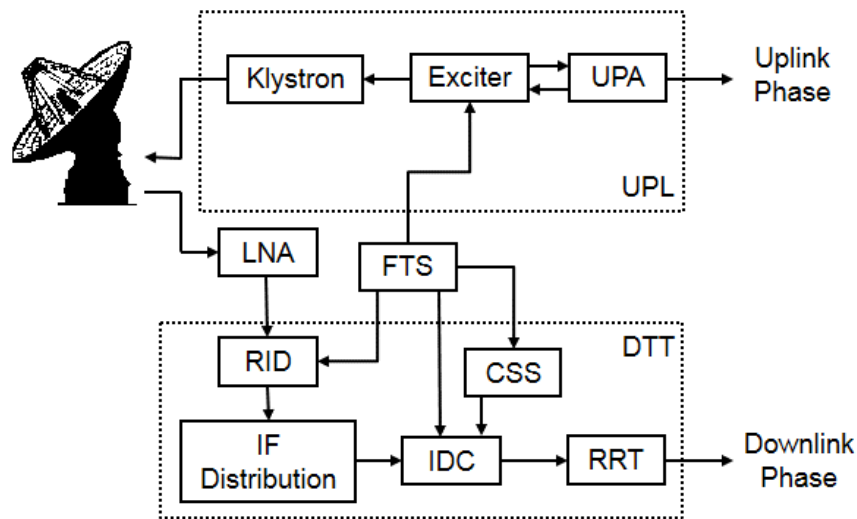 Klystron
Exciter
UPA
Uplink
Phase
UPL
LNA
FTS
DTT
RID
CSS
IF
Distribution
IDC
RRT
Downlink
Phase